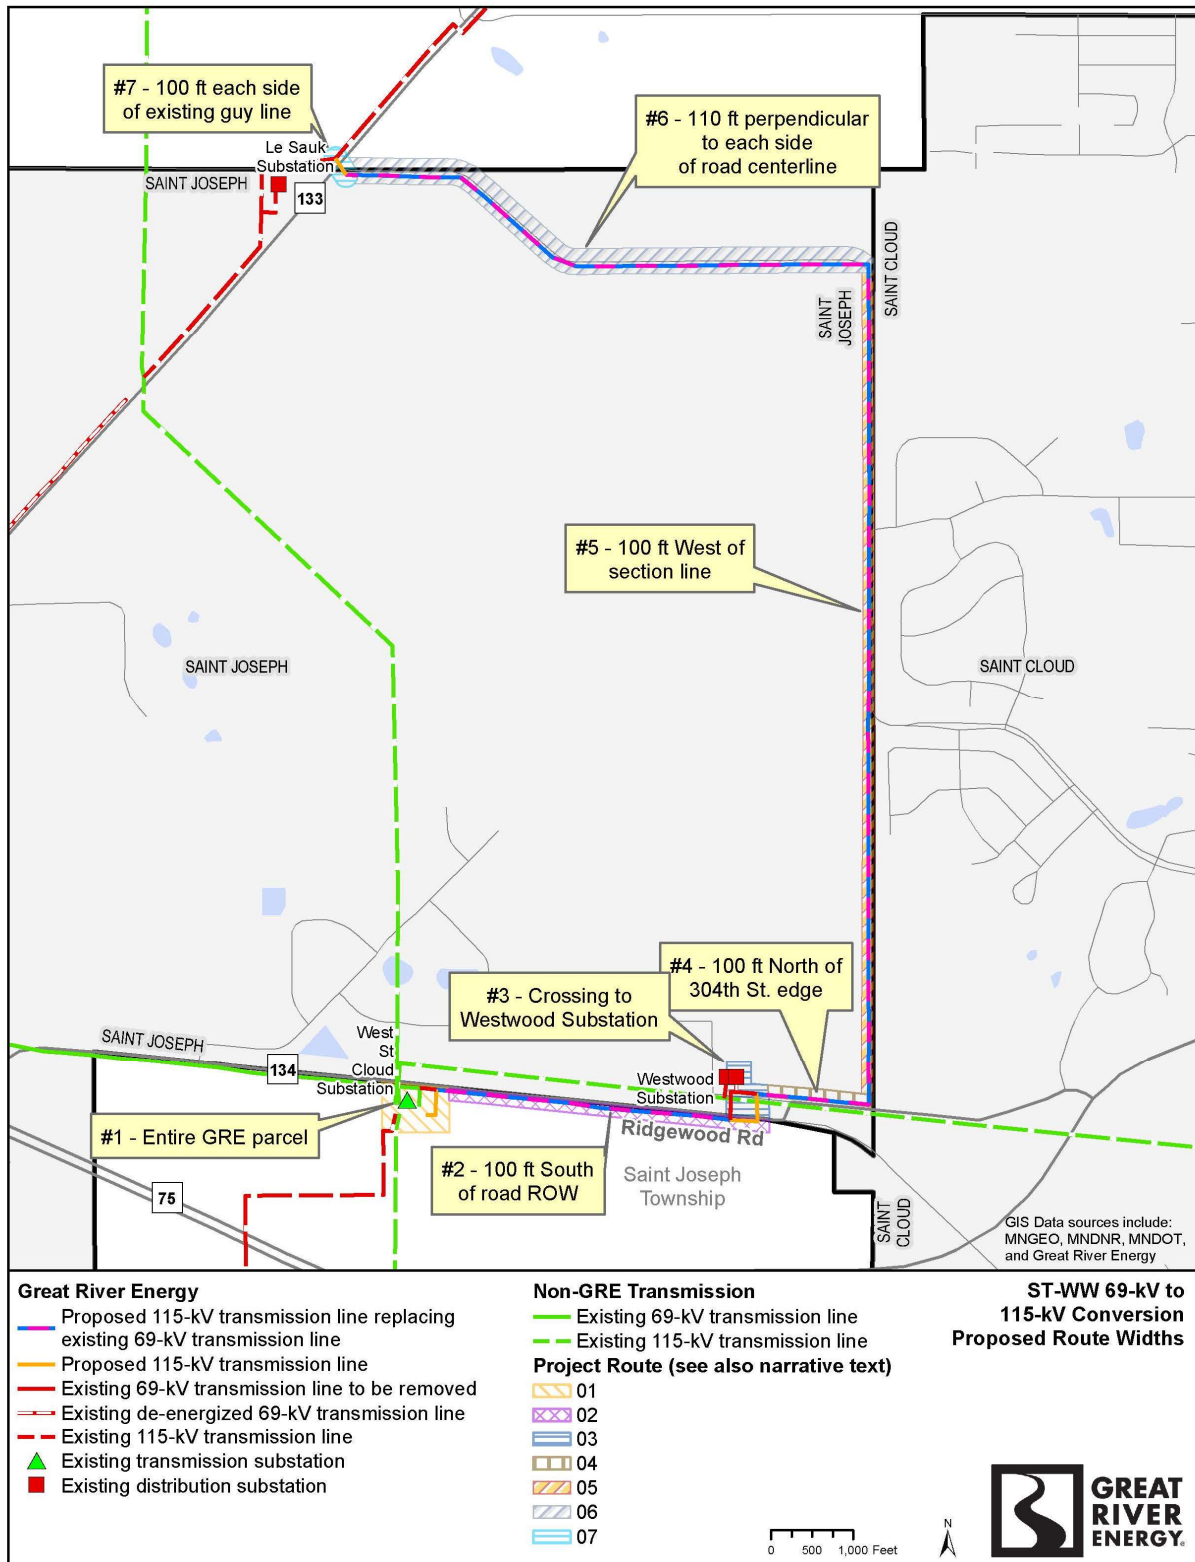 #7 - 100 ft each side
of existing guy line
#6 - 110 ft perpendicular
to each side
of road centerline
Le Sauk
Substation
SAINT JOSEPH
133
SAINT CLOUD
SAINT
JOSEPH
#5 - 100 ft West of
section line
SAINT JOSEPH
SAINT CLOUD
#4 - 100 ft North of
304th St. edge
#3 - Crossing to
Westwood Substation
SAINT JOSEPH
134
West
St
Cloud
Substation
Westwood
Substation
#1 - Entire GRE parcel
Ridgewood Rd
#2 - 100 ft South
of road ROW
Saint Joseph
Township
75
SAINT
CLOUD
GIS Data sources include:
MNGEO, MNDNR, MNDOT,
and Great River Energy
Great River Energy
Proposed 115-kV transmission line replacing
existing 69-kV transmission line
Proposed 115-kV transmission line
Existing 69-kV transmission line to be removed
Existing de-energized 69-kV transmission line
Existing 115-kV transmission line
Existing transmission substation
Existing distribution substation
Non-GRE Transmission
Existing 69-kV transmission line
Existing 115-kV transmission line
Project Route (see also narrative text)
01
02
03
04
05
06
07
ST-WW 69-kV to
115-kV Conversion
Proposed Route Widths
0 500 1,000 Feet
N
GREAT
RIVER
ENERGY®